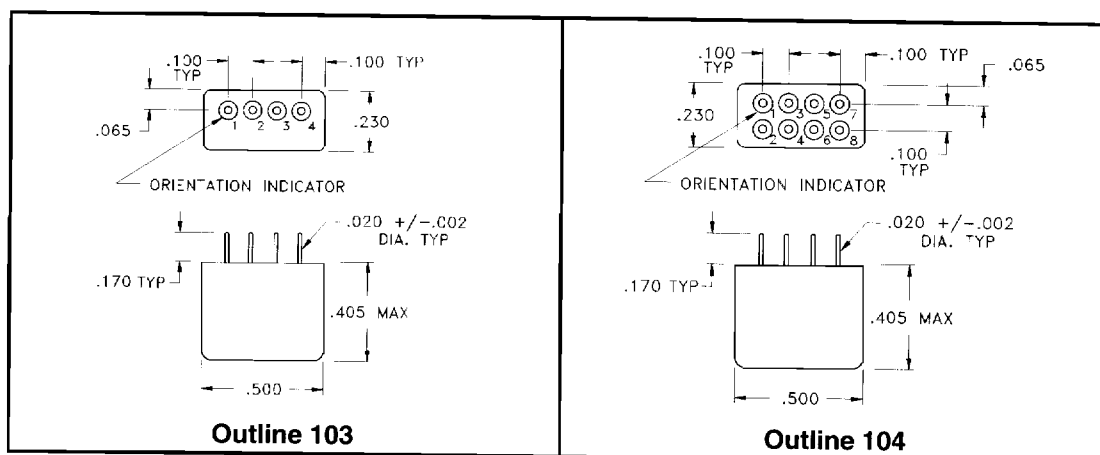 .100 TYP
.100 TYP
.065
1 2 3 4
.230
ORIENTATION INDICATOR
.020 +/-.002
DIA. TYP
.170 TYP
.405 MAX
.500
Outline 103
.100 TYP
.100 TYP
.065
.230
1 3 5 7
2 4 6 8
.100
TYP
ORIENTATION INDICATOR
.020 +/-.002
DIA. TYP
.170 TYP
.405 MAX
.500
Outline 104